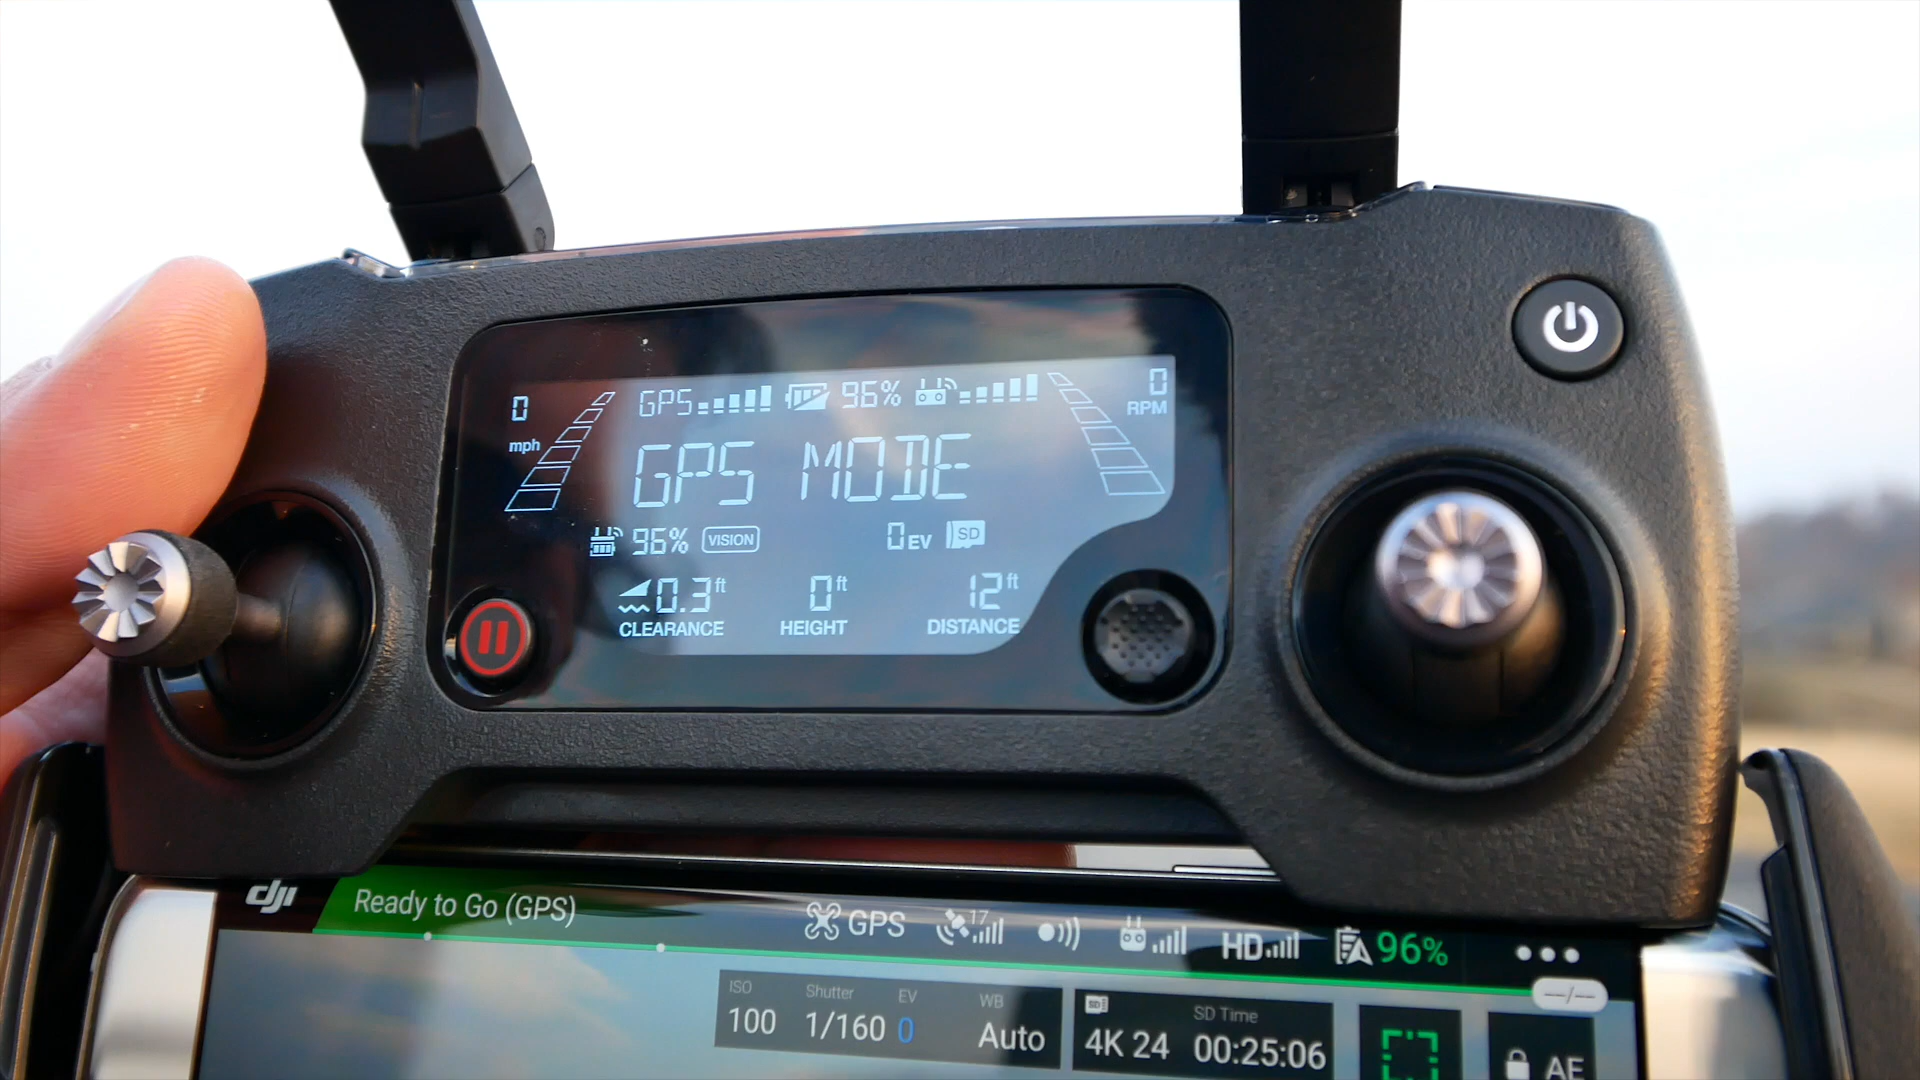 0
mph
GPS 96%
0
RPM
GPS MODE
96% VISION 0EV SD
0.3ft 0ft 12ft
CLEARANCE HEIGHT DISTANCE
dji Ready to Go (GPS) GPS 17 HD 96%
--/--
ISO Shutter EV WB
100 1/160 0 Auto
SD SD Time
4K 24 00:25:06
AE